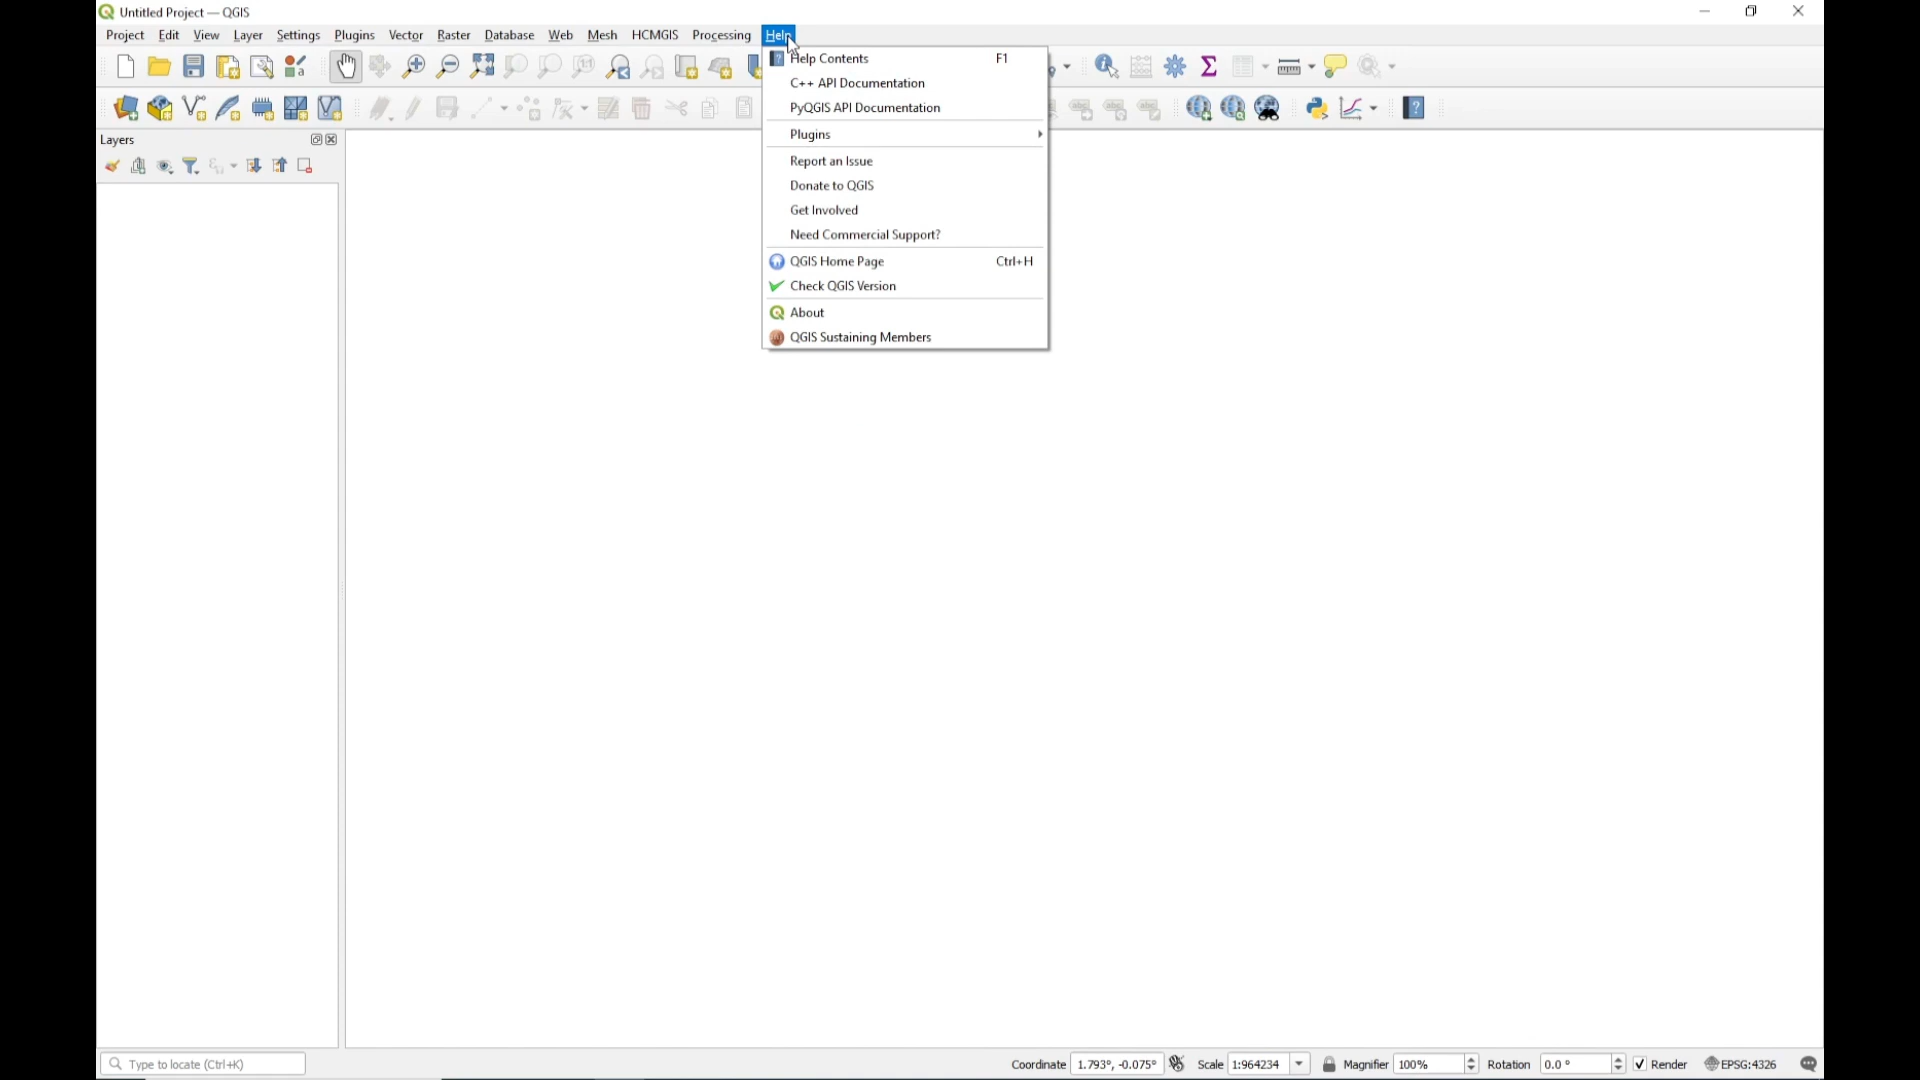 Untitled Project — QGIS
Project Edit View Layer Settings Plugins Vector Raster Database Web Mesh HCMGIS Processing Help
Help Contents F1
C++ API Documentation
PyQGIS API Documentation
Plugins
Report an Issue
Donate to QGIS
Get Involved
Need Commercial Support?
QGIS Home Page Ctrl+H
Check QGIS Version
About
QGIS Sustaining Members
Layers
Type to locate (Ctrl+K)
Coordinate 1.793°, -0.075° Scale 1:964234 Magnifier 100% Rotation 0.0 ° Render EPSG:4326